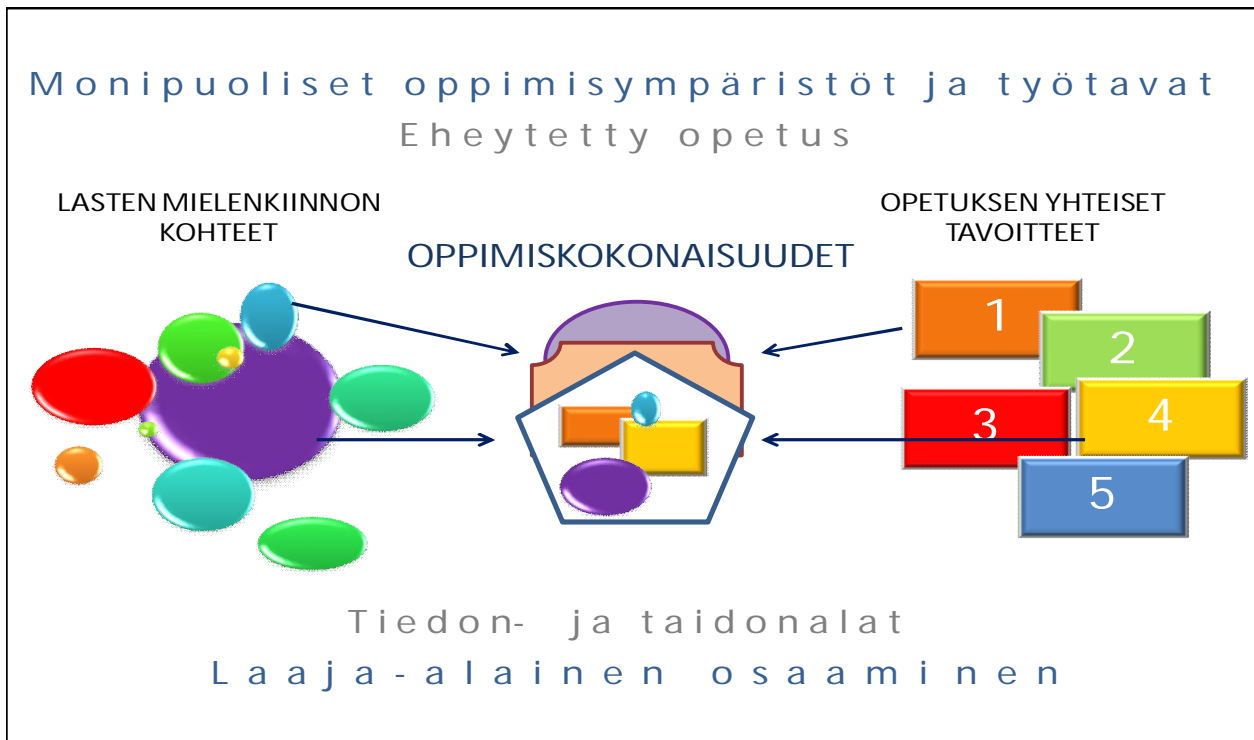 Monipuoliset oppimisympäristöt ja työtavat
Eheytetty opetus
LASTEN MIELENKIINNON
KOHTEET
OPPIMISKOKONAISUUDET
OPETUKSEN YHTEISET
TAVOITTEET
1
2
3
4
5
Tiedon- ja taidonalat
Laaja-alainen osaaminen